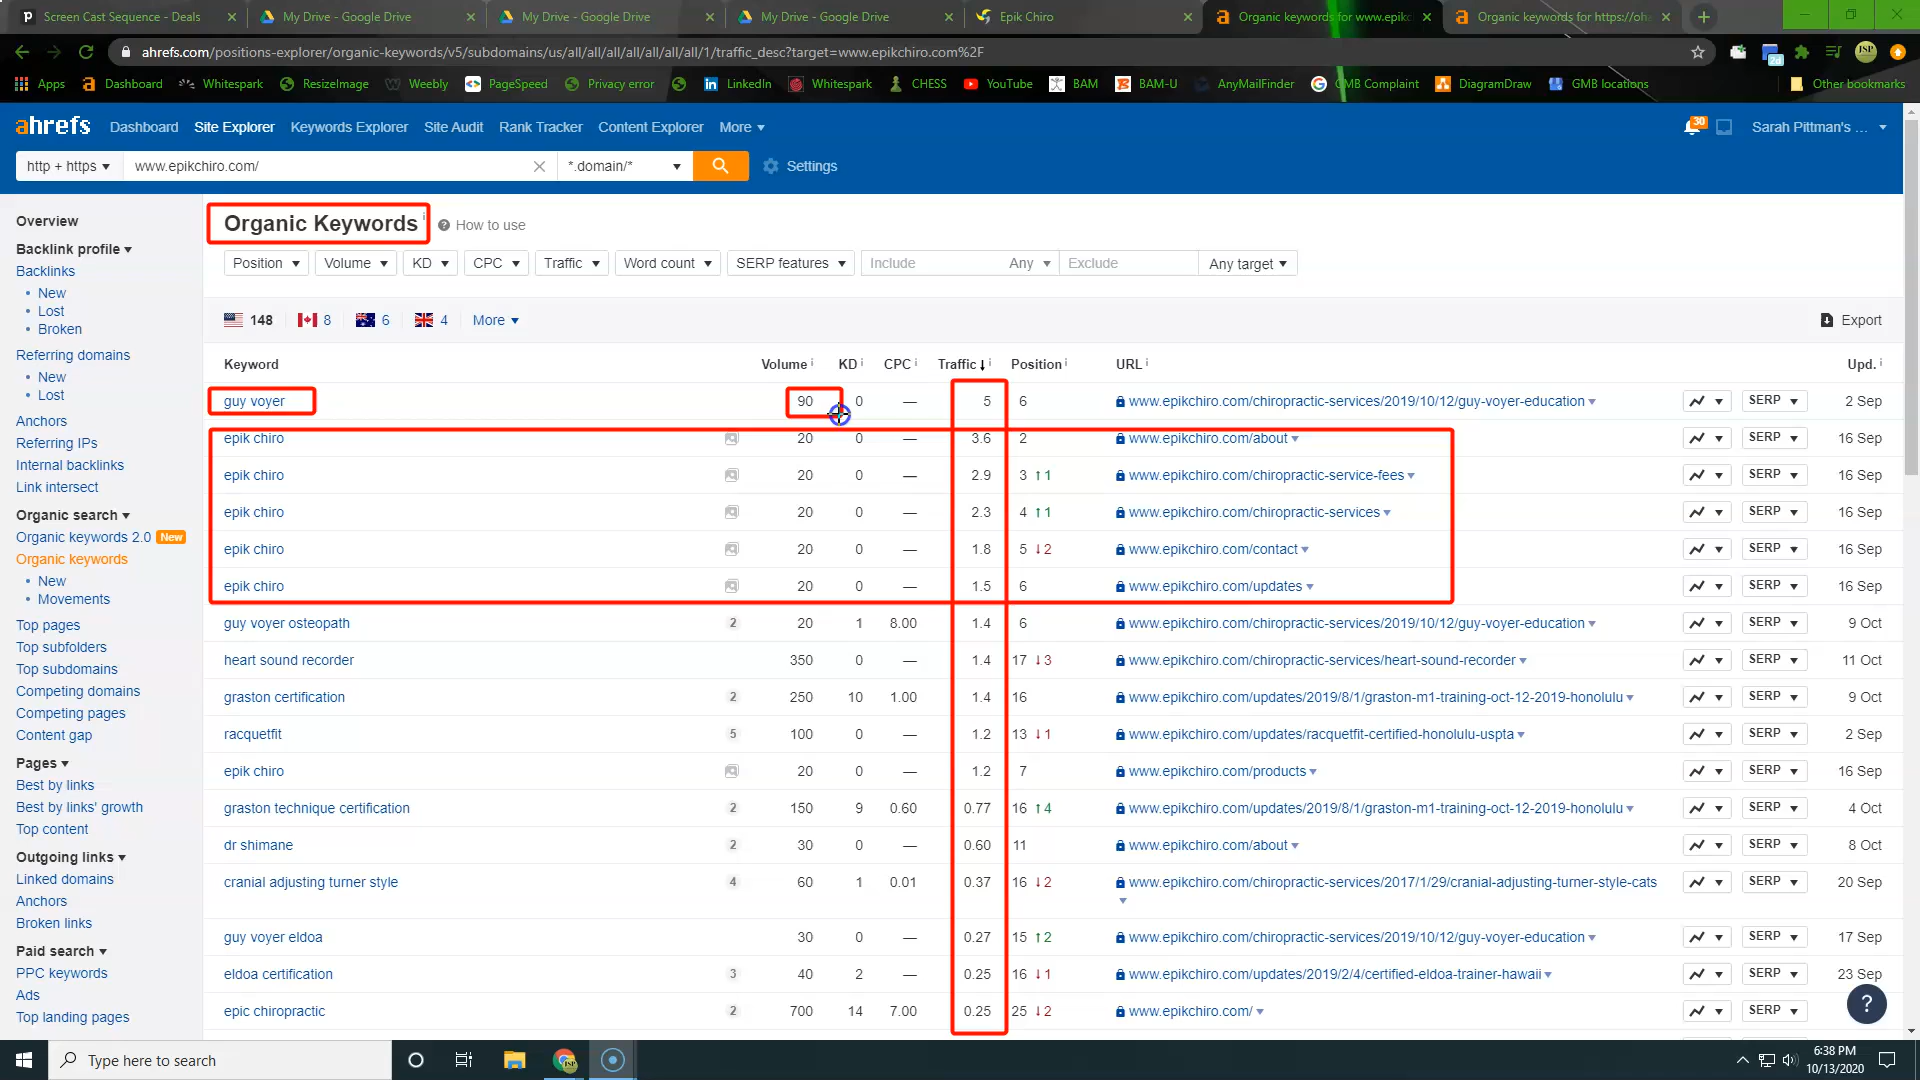 Screen Cast Sequence - Deals
My Drive - Google Drive
My Drive - Google Drive
My Drive - Google Drive
Epik Chiro
Organic keywords for www.epikc
Organic keywords for https://oha
ahrefs.com/positions-explorer/organic-keywords/v5/subdomains/us/all/all/all/all/all/all/all/1/traffic_desc?target=www.epikchiro.com%2F
Apps Dashboard Whitespark ResizeImage Weebly PageSpeed Privacy error LinkedIn Whitespark CHESS YouTube BAM BAM-U AnyMailFinder GMB Complaint DiagramDraw GMB locations Other bookmarks
ahrefs Dashboard Site Explorer Keywords Explorer Site Audit Rank Tracker Content Explorer More 30 Sarah Pittman's ...
http + https www.epikchiro.com/ *.domain/* Settings
Overview
Backlink profile
Backlinks
New
Lost
Broken
Referring domains
New
Lost
Anchors
Referring IPs
Internal backlinks
Link intersect
Organic search
Organic keywords 2.0 New
Organic keywords
New
Movements
Top pages
Top subfolders
Top subdomains
Competing domains
Competing pages
Content gap
Pages
Best by links
Best by links' growth
Top content
Outgoing links
Linked domains
Anchors
Broken links
Paid search
PPC keywords
Ads
Top landing pages
Organic Keywords i ? How to use
Position Volume KD CPC Traffic Word count SERP features Include Any Exclude Any target
148 8 6 4 More Export
Keyword Volume i KD i CPC i Traffic ↓ i Position i URL i Upd. i
guy voyer 90 0 — 5 6 www.epikchiro.com/chiropractic-services/2019/10/12/guy-voyer-education SERP 2 Sep
epik chiro 20 0 — 3.6 2 www.epikchiro.com/about SERP 16 Sep
epik chiro 20 0 — 2.9 3 ↑1 www.epikchiro.com/chiropractic-service-fees SERP 16 Sep
epik chiro 20 0 — 2.3 4 ↑1 www.epikchiro.com/chiropractic-services SERP 16 Sep
epik chiro 20 0 — 1.8 5 ↓2 www.epikchiro.com/contact SERP 16 Sep
epik chiro 20 0 — 1.5 6 www.epikchiro.com/updates SERP 16 Sep
guy voyer osteopath 2 20 1 8.00 1.4 6 www.epikchiro.com/chiropractic-services/2019/10/12/guy-voyer-education SERP 9 Oct
heart sound recorder 350 0 — 1.4 17 ↓3 www.epikchiro.com/chiropractic-services/heart-sound-recorder SERP 11 Oct
graston certification 2 250 10 1.00 1.4 16 www.epikchiro.com/updates/2019/8/1/graston-m1-training-oct-12-2019-honolulu SERP 9 Oct
racquetfit 5 100 0 — 1.2 13 ↓1 www.epikchiro.com/updates/racquetfit-certified-honolulu-uspta SERP 2 Sep
epik chiro 20 0 — 1.2 7 www.epikchiro.com/products SERP 16 Sep
graston technique certification 2 150 9 0.60 0.77 16 ↑4 www.epikchiro.com/updates/2019/8/1/graston-m1-training-oct-12-2019-honolulu SERP 4 Oct
dr shimane 2 30 0 — 0.60 11 www.epikchiro.com/about SERP 8 Oct
cranial adjusting turner style 4 60 1 0.01 0.37 16 ↓2 www.epikchiro.com/chiropractic-services/2017/1/29/cranial-adjusting-turner-style-cats SERP 20 Sep
guy voyer eldoa 30 0 — 0.27 15 ↑2 www.epikchiro.com/chiropractic-services/2019/10/12/guy-voyer-education SERP 17 Sep
eldoa certification 3 40 2 — 0.25 16 ↓1 www.epikchiro.com/updates/2019/2/4/certified-eldoa-trainer-hawaii SERP 23 Sep
epic chiropractic 2 700 14 7.00 0.25 25 ↓2 www.epikchiro.com/ SERP
?
Type here to search
6:38 PM
10/13/2020